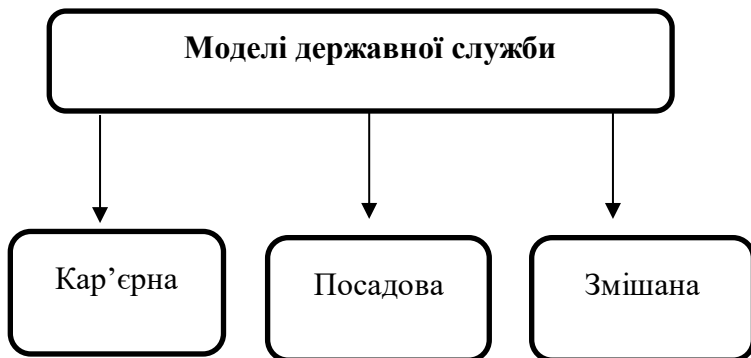 Моделі державної служби
Кар’єрна
Посадова
Змішана